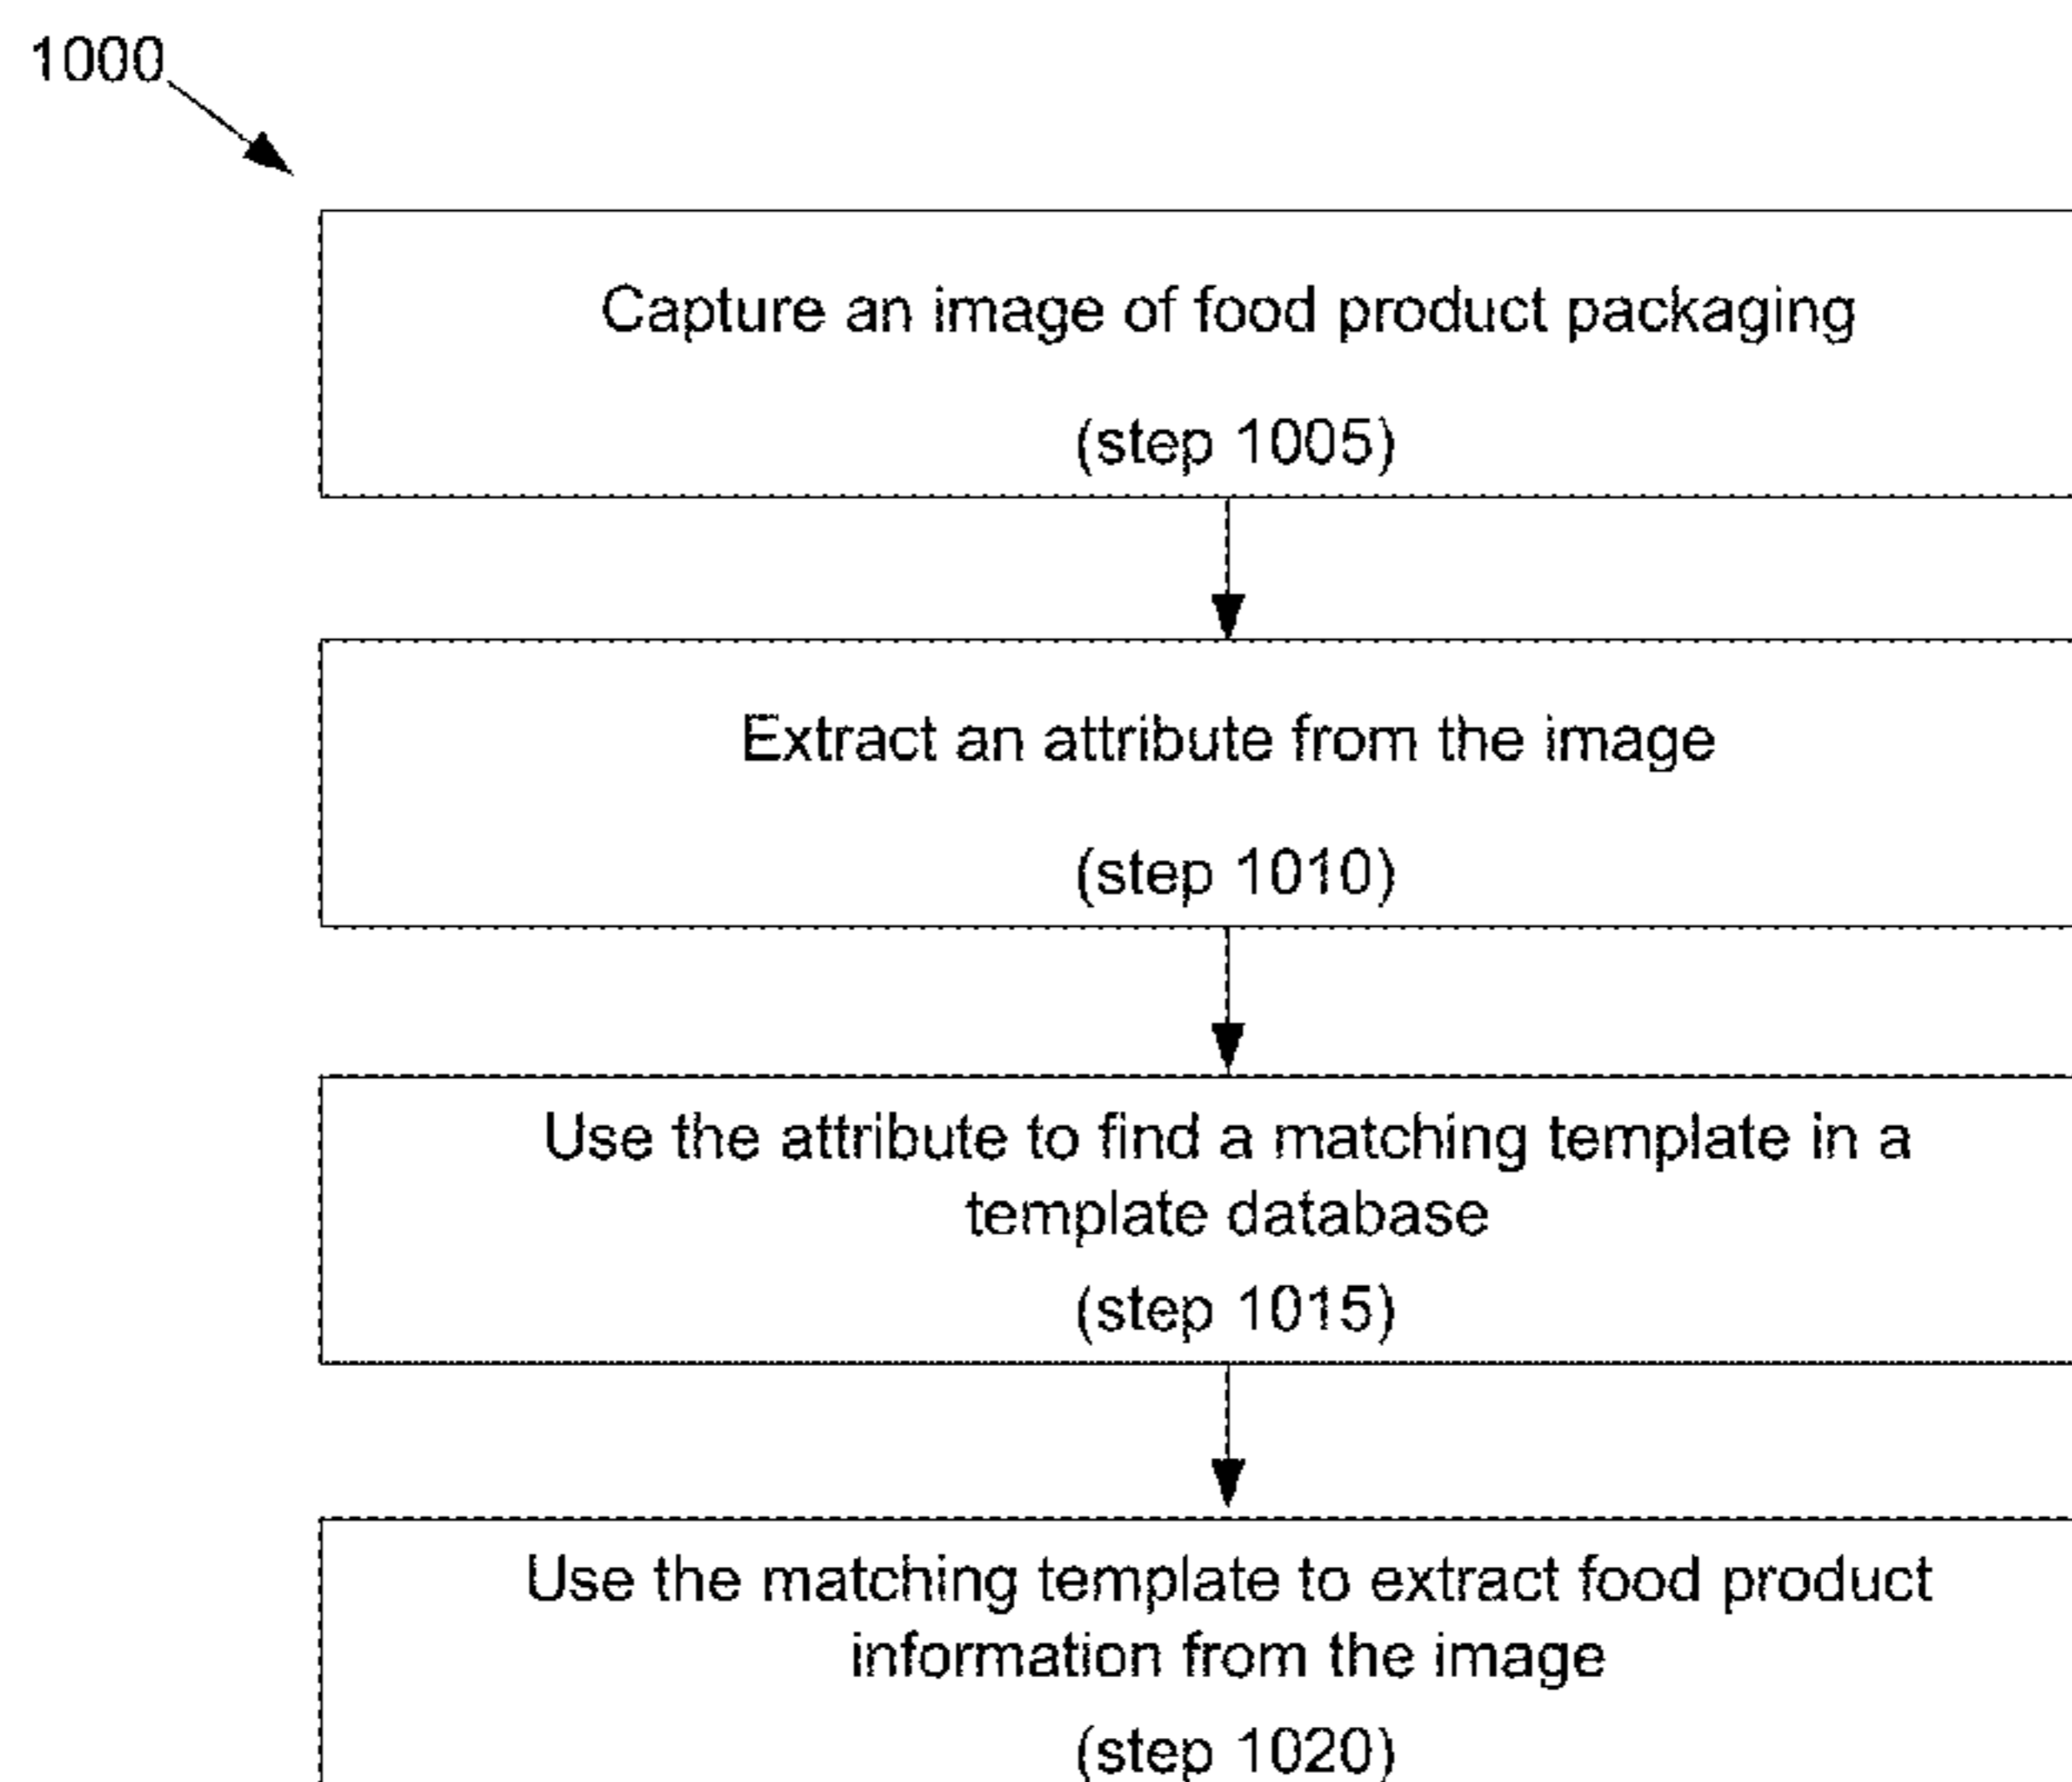 1000
Capture an image of food product packaging
(step 1005)
Extract an attribute from the image
(step 1010)
Use the attribute to find a matching template in a
template database
(step 1015)
Use the matching template to extract food product
information from the image
(step 1020)